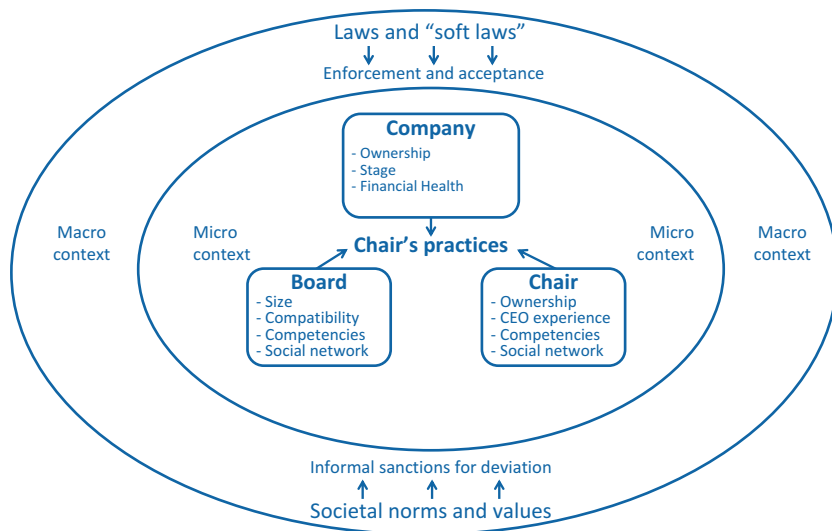 Laws and “soft laws”
Enforcement and acceptance
Company
- Ownership
- Stage
- Financial Health
Macro
context
Micro
context
Chair’s practices
Micro
context
Macro
context
Board
- Size
- Compatibility
- Competencies
- Social network
Chair
- Ownership
- CEO experience
- Competencies
- Social network
Informal sanctions for deviation
Societal norms and values